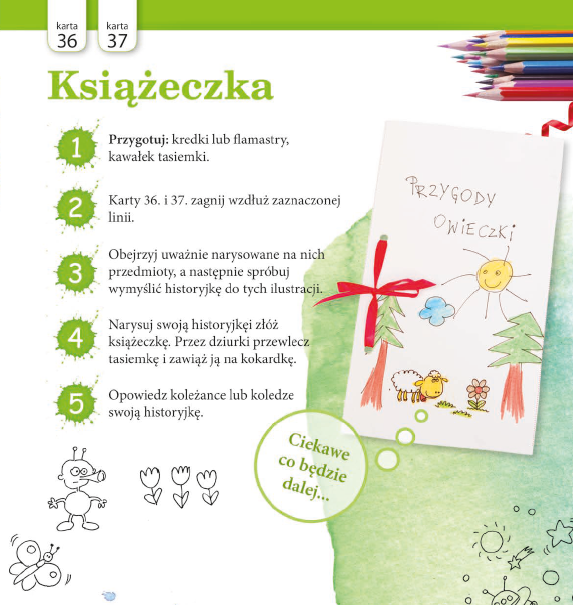 karta
36
karta
37
Książeczka
1
Przygotuj: kredki lub flamastry,
kawałek tasiemki.
2
Karty 36. i 37. zagnij wzdłuż zaznaczonej
linii.
3
Obejrzyj uważnie narysowane na nich
przedmioty, a następnie spróbuj
wymyślić historyjkę do tych ilustracji.
4
Narysuj swoją historyjkęi złóż
książeczkę. Przez dziurki przewlecz
tasiemkę i zawiąż ją na kokardkę.
5
Opowiedz koleżance lub koledze
swoją historyjkę.
PRZYGODY
OWIECZKI
Ciekawe
co będzie
dalej...